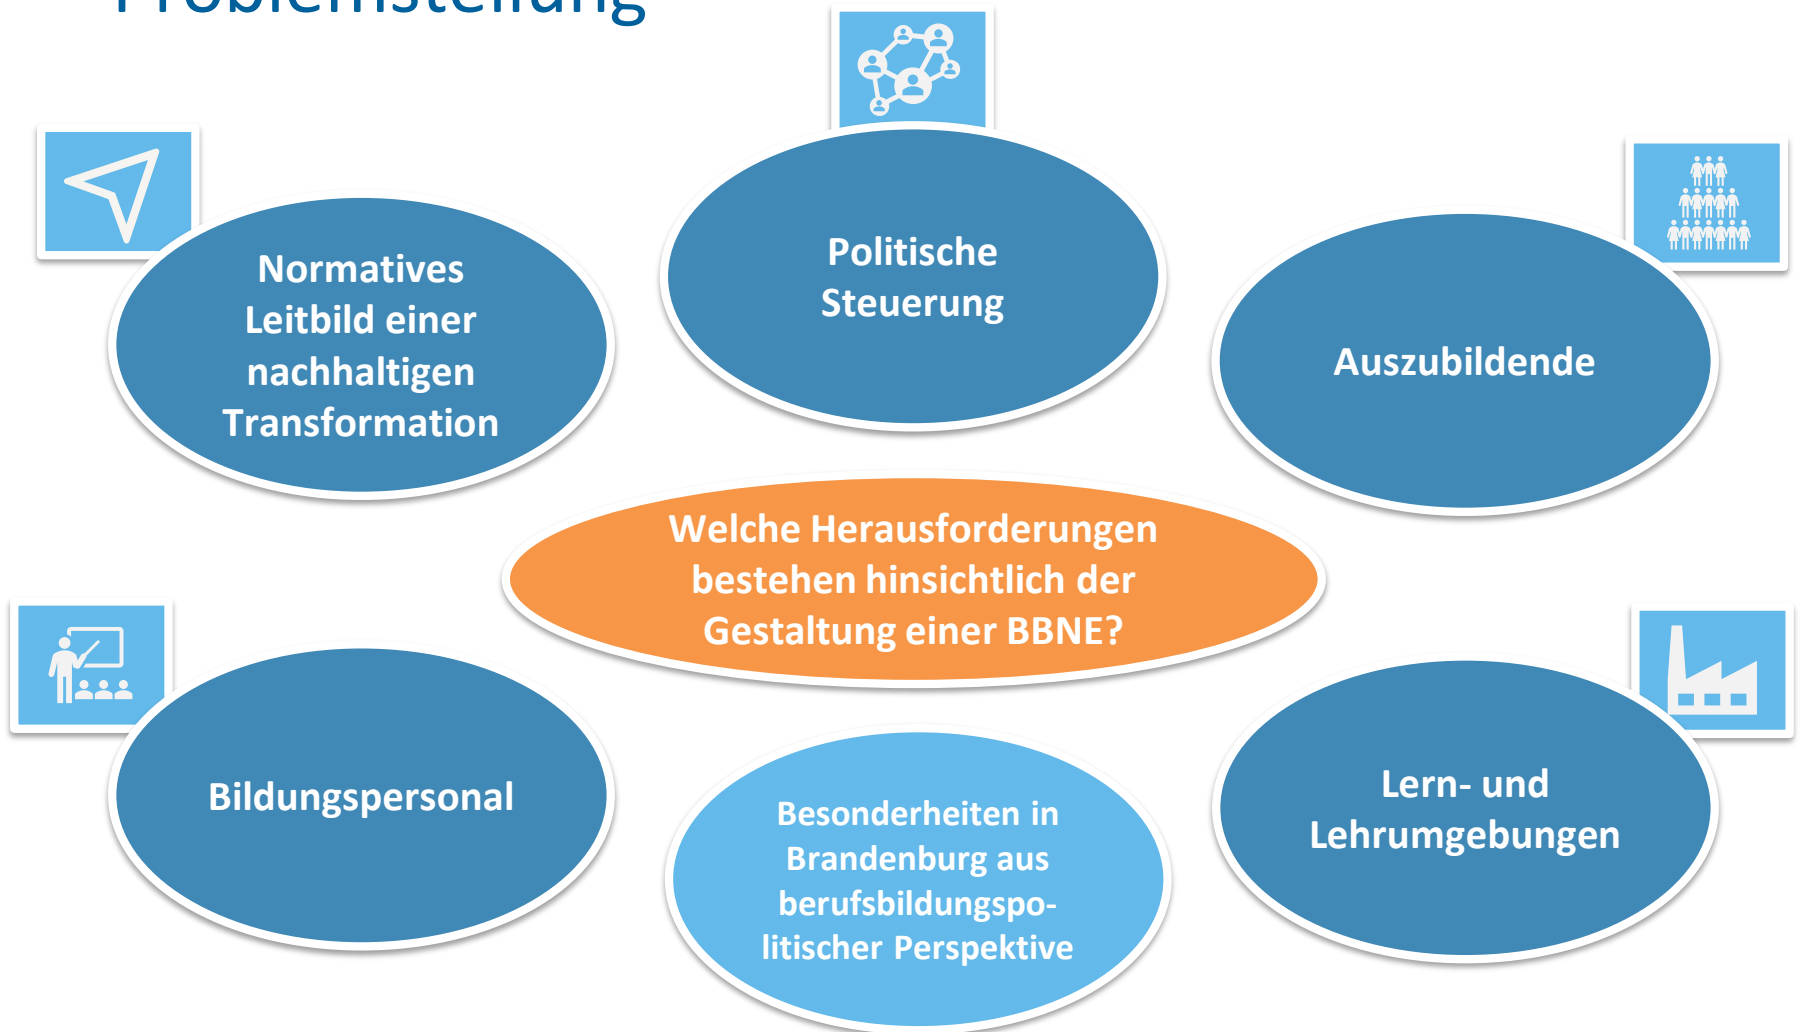 Problemstellung
Normatives
Leitbild einer
nachhaltigen
Transformation
Politische
Steuerung
Auszubildende
Welche Herausforderungen
bestehen hinsichtlich der
Gestaltung einer BBNE?
Bildungspersonal
Besonderheiten in
Brandenburg aus
berufsbildungspo-
litischer Perspektive
Lern- und
Lehrumgebungen